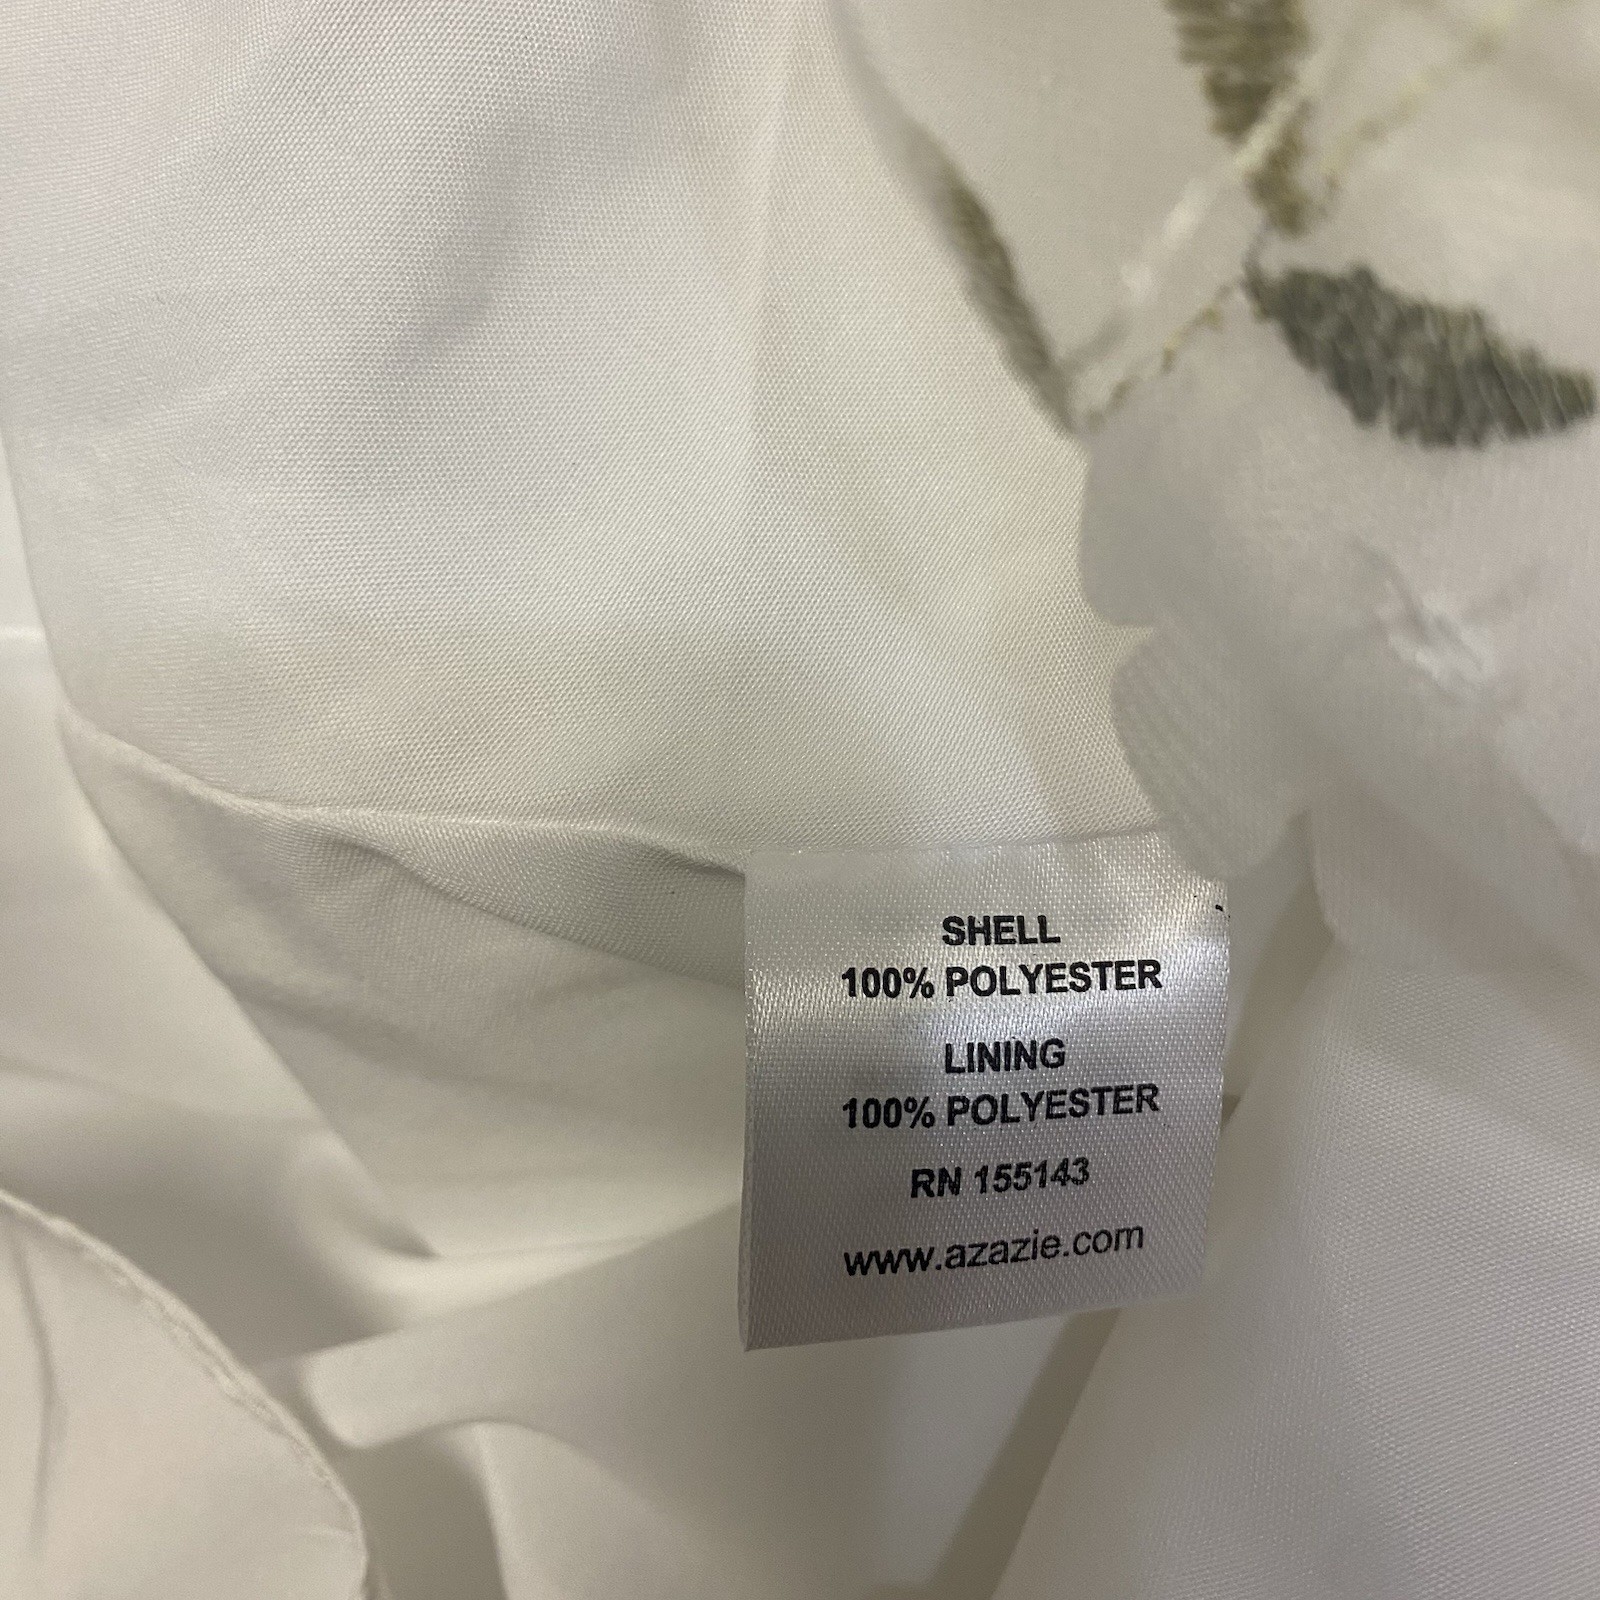 SHELL
100% POLYESTER
LINING
100% POLYESTER
RN 155143
www.azazie.com